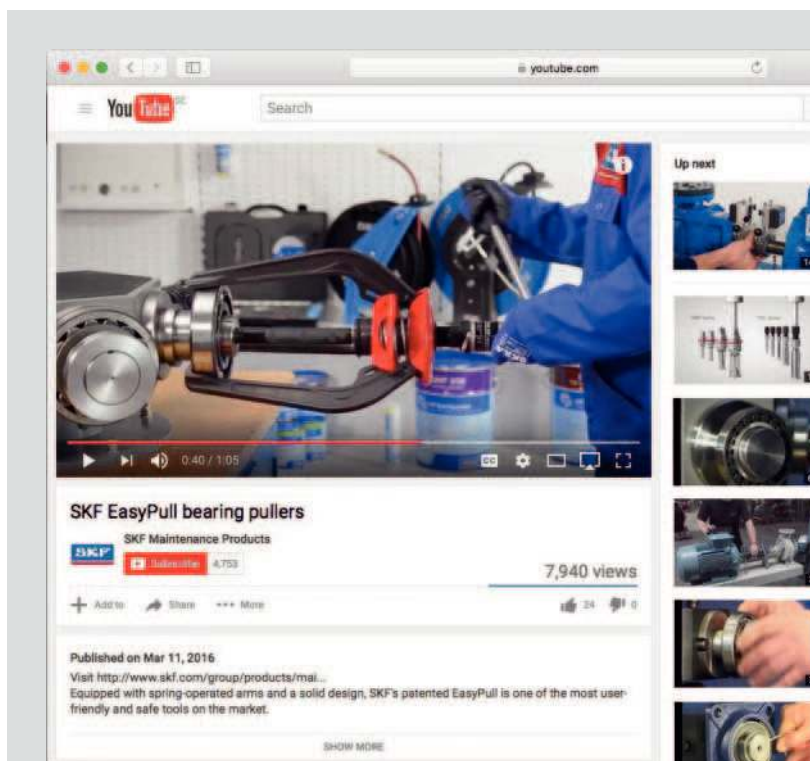 youtube.com
YouTube SE
Search
Up next
0:40 / 1:05
CC
SKF EasyPull bearing pullers
SKF
SKF Maintenance Products
Subscribe 4,753
7,940 views
Add to Share More
24 0
Published on Mar 11, 2016
Visit http://www.skf.com/group/products/mai...
Equipped with spring-operated arms and a solid design, SKF's patented EasyPull is one of the most user-
friendly and safe tools on the market.
SHOW MORE